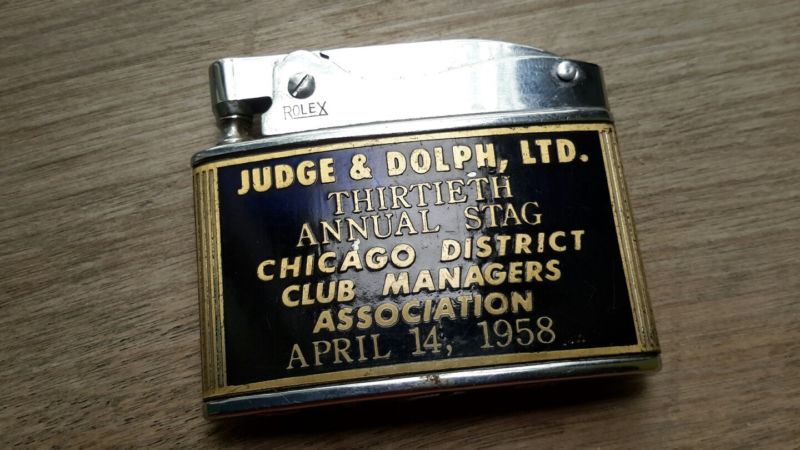 ROLEX
JUDGE & DOLPH, LTD.
THIRTIETH
ANNUAL STAG
CHICAGO DISTRICT
CLUB MANAGERS
ASSOCIATION
APRIL 14, 1958